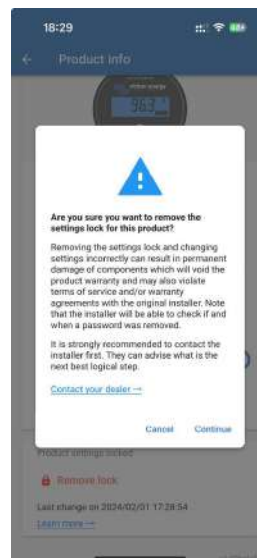 18:29
Product info
victron energy
Are you sure you want to remove the
settings lock for this product?
Removing the settings lock and changing
settings incorrectly can result in permanent
damage of components which will void the
product warranty and may also violate
terms of service and/or warranty
agreements with the original installer. Note
that the installer will be able to check if and
when a password was removed.
It is strongly recommended to contact the
installer first. They can advise what is the
next best logical step.
Contact your dealer →
Cancel Continue
Product settings locked
Remove lock
Last change on 2024/02/01 17:28:54
Learn more →